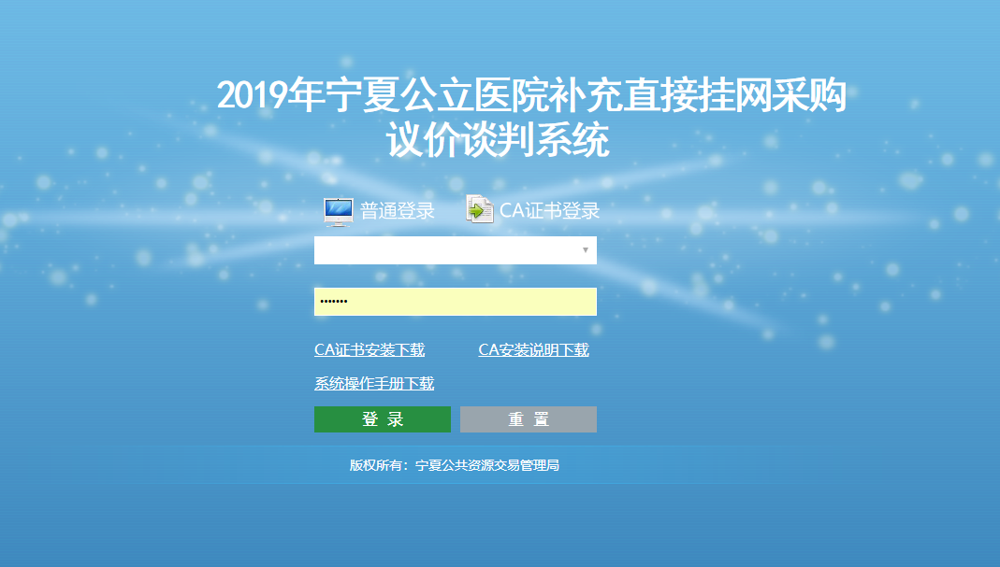 2019年宁夏公立医院补充直接挂网采购
议价谈判系统
普通登录 CA证书登录
•••••••
CA证书安装下载 CA安装说明下载
系统操作手册下载
登 录 重 置
版权所有：宁夏公共资源交易管理局